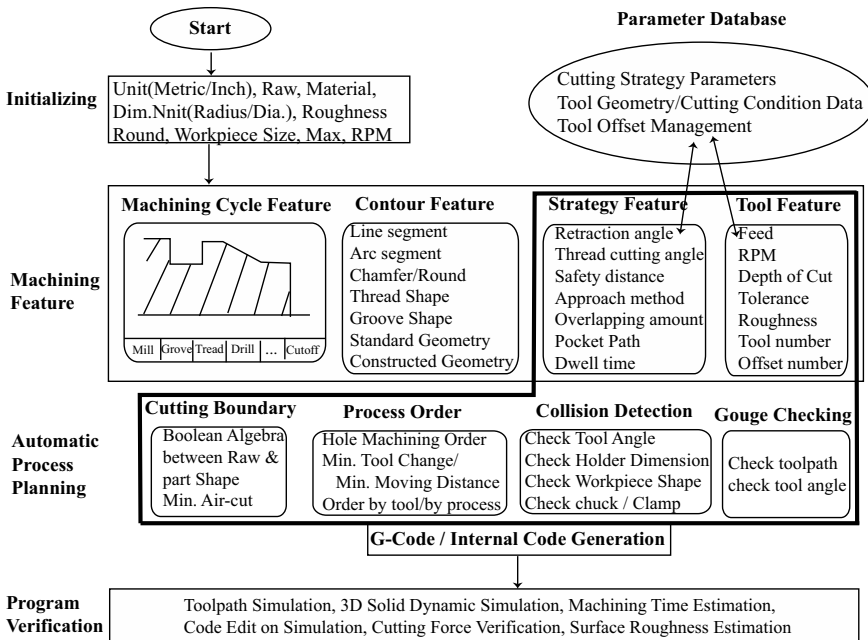 Start
Parameter Database
Initializing
Unit(Metric/Inch), Raw, Material,
Dim.Nnit(Radius/Dia.), Roughness
Round, Workpiece Size, Max, RPM
Cutting Strategy Parameters
Tool Geometry/Cutting Condition Data
Tool Offset Management
Machining
Feature
Machining Cycle Feature
Mill
Grove
Tread
Drill
...
Cutoff
Contour Feature
Line segment
Arc segment
Chamfer/Round
Thread Shape
Groove Shape
Standard Geometry
Constructed Geometry
Strategy Feature
Retraction angle
Thread cutting angle
Safety distance
Approach method
Overlapping amount
Pocket Path
Dwell time
Tool Feature
Feed
RPM
Depth of Cut
Tolerance
Roughness
Tool number
Offset number
Automatic
Process
Planning
Cutting Boundary
Boolean Algebra
between Raw &
part Shape
Min. Air-cut
Process Order
Hole Machining Order
Min. Tool Change/
Min. Moving Distance
Order by tool/by process
Collision Detection
Check Tool Angle
Check Holder Dimension
Check Workpiece Shape
Check chuck / Clamp
Gouge Checking
Check toolpath
check tool angle
G-Code / Internal Code Generation
Program
Verification
Toolpath Simulation, 3D Solid Dynamic Simulation, Machining Time Estimation,
Code Edit on Simulation, Cutting Force Verification, Surface Roughness Estimation